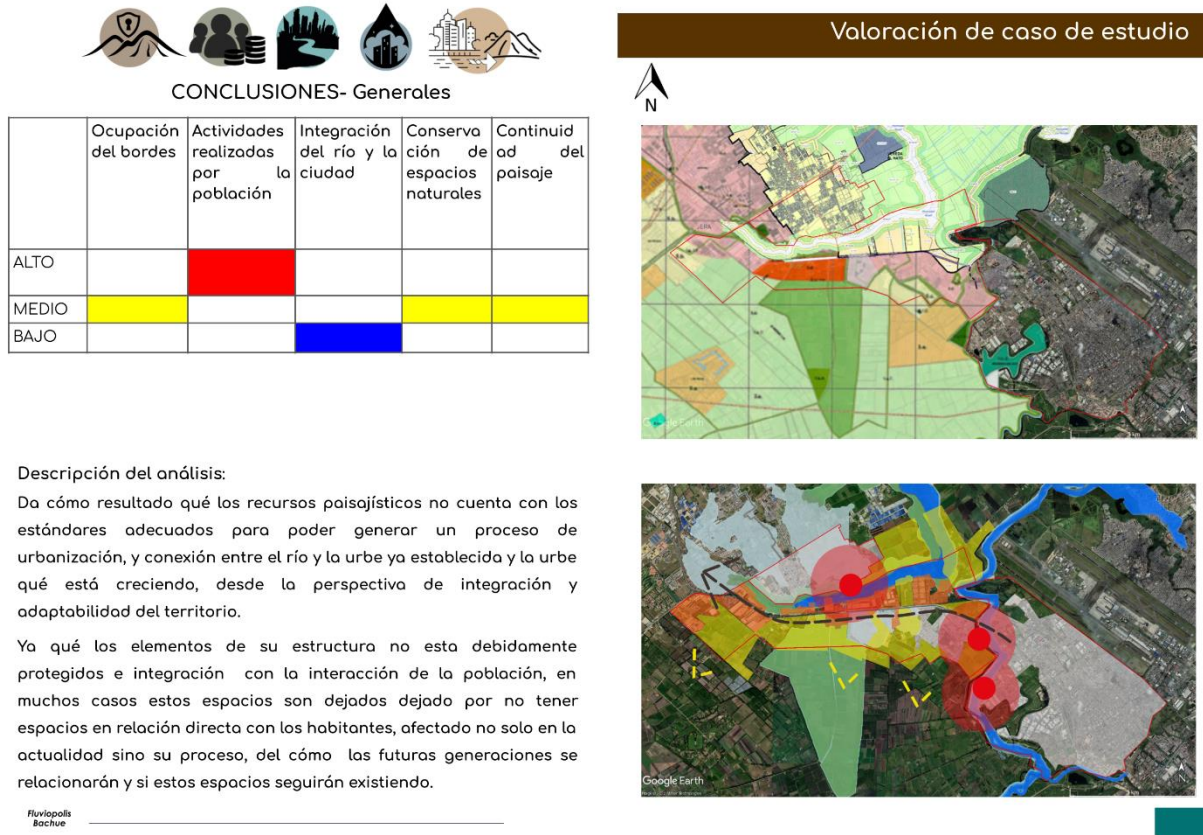 CONCLUSIONES- Generales
Ocupación del bordes
Actividades realizadas por la población
Integración del río y la ciudad
Conserva ción de espacios naturales
Continuid ad del paisaje
ALTO
MEDIO
BAJO
Descripción del análisis:
Da cómo resultado qué los recursos paisajísticos no cuenta con los
estándares adecuados para poder generar un proceso de
urbanización, y conexión entre el río y la urbe ya establecida y la urbe
qué está creciendo, desde la perspectiva de integración y
adaptabilidad del territorio.
Ya qué los elementos de su estructura no esta debidamente
protegidos e integración con la interacción de la población, en
muchos casos estos espacios son dejados dejado por no tener
espacios en relación directa con los habitantes, afectado no solo en la
actualidad sino su proceso, del cómo las futuras generaciones se
relacionarán y si estos espacios seguirán existiendo.
Fluviopolis
Bachue
Valoración de caso de estudio
N
Google Earth
N
Google Earth
N